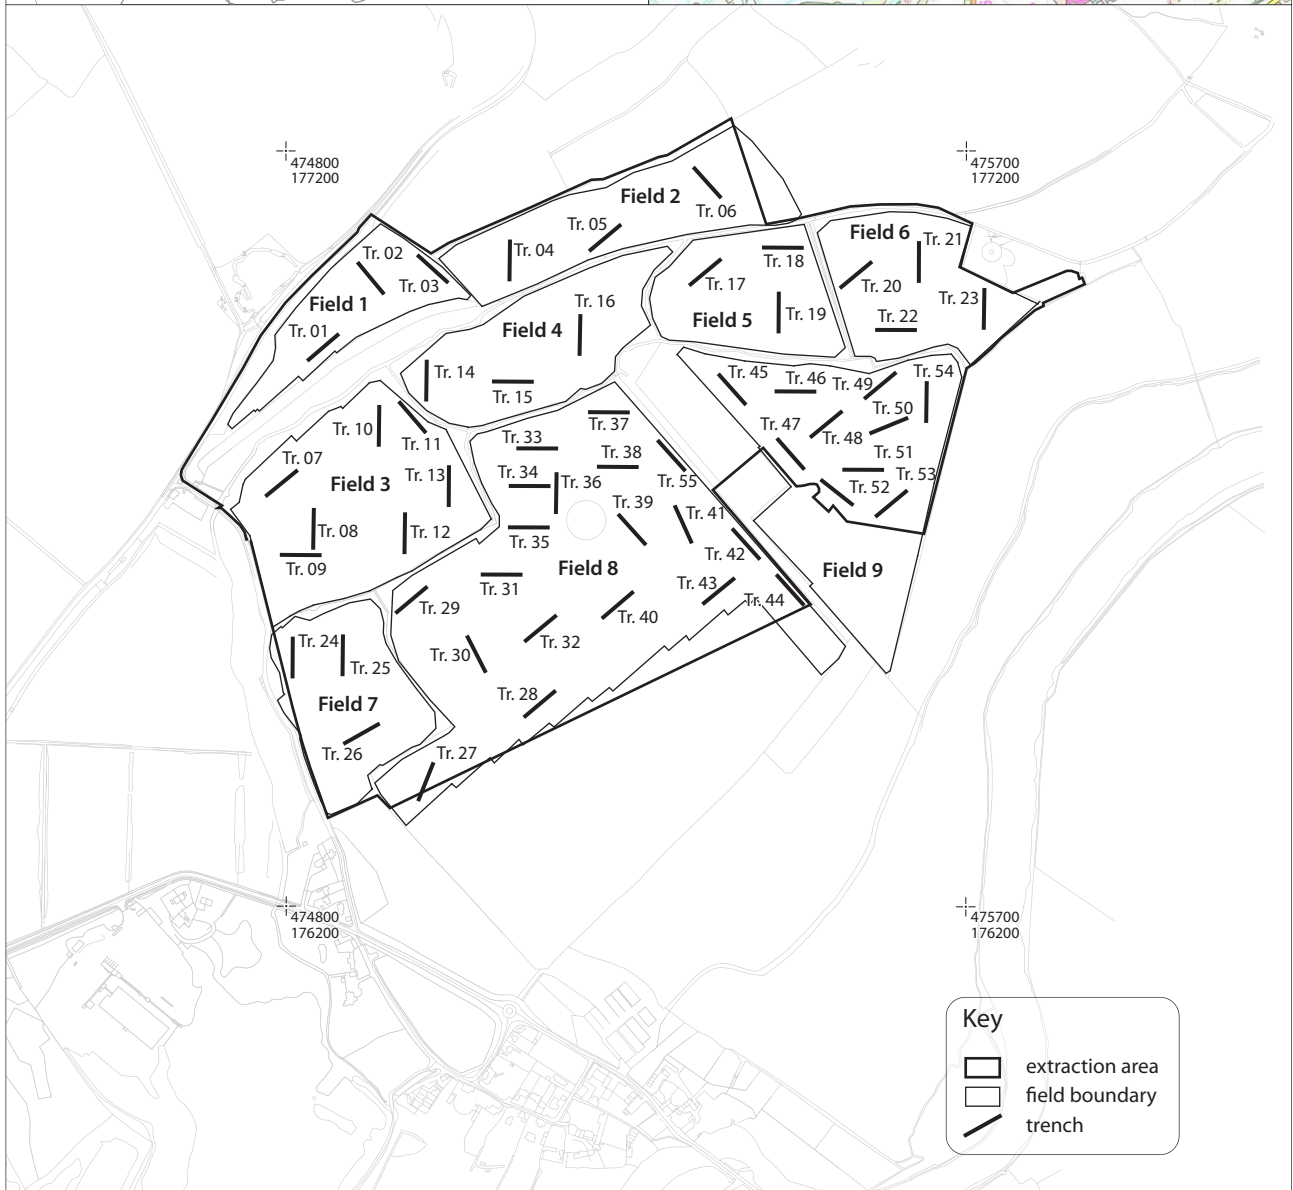 474800
177200
475700
177200
Field 2
Tr. 06
Tr. 05
Tr. 04
Tr. 02
Tr. 03
Field 1
Tr. 01
Field 6
Tr. 21
Tr. 18
Tr. 17
Tr. 20
Tr. 23
Tr. 16
Field 4
Field 5
Tr. 19
Tr. 22
Tr. 14
Tr. 15
Tr. 45
Tr. 46
Tr. 49
Tr. 54
Tr. 50
Tr. 10
Tr. 11
Tr. 37
Tr. 33
Tr. 47
Tr. 48
Tr. 07
Tr. 38
Tr. 51
Tr. 13
Field 3
Tr. 34
Tr. 36
Tr. 55
Tr. 53
Tr. 52
Tr. 39
Tr. 41
Tr. 08
Tr. 12
Tr. 35
Tr. 42
Tr. 09
Field 8
Field 9
Tr. 31
Tr. 43
Tr. 44
Tr. 29
Tr. 40
Tr. 32
Tr. 24
Tr. 25
Tr. 30
Tr. 28
Field 7
Tr. 26
Tr. 27
474800
176200
475700
176200
Key
extraction area
field boundary
trench